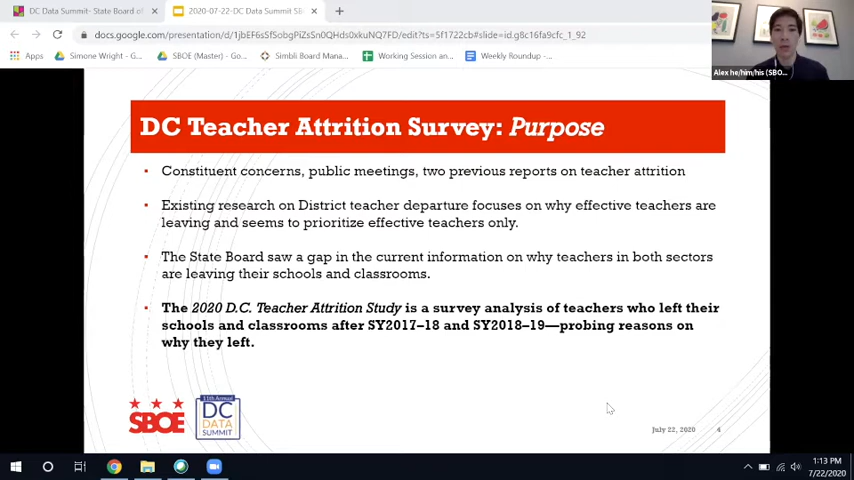 DC Data Summit- State Board of
2020-07-22-DC Data Summit SB
docs.google.com/presentation/d/1jbEF6sSfSobgPiZsSn0QHds0xkuNQ7FD/edit?ts=5f1722cb#slide=id.g8c16fa9cfc_1_92
Apps
Simone Wright - G...
SBOE (Master) - Go...
Simbli Board Mana...
Working Session an...
Weekly Roundup -...
Alex he/him/his (SBO...
DC Teacher Attrition Survey: Purpose
Constituent concerns, public meetings, two previous reports on teacher attrition
Existing research on District teacher departure focuses on why effective teachers are
leaving and seems to prioritize effective teachers only.
The State Board saw a gap in the current information on why teachers in both sectors
are leaving their schools and classrooms.
The 2020 D.C. Teacher Attrition Study is a survey analysis of teachers who left their
schools and classrooms after SY2017–18 and SY2018–19—probing reasons on
why they left.
SBOE
11th Annual
DC
DATA
SUMMIT
July 22, 2020
4
1:13 PM
7/22/2020